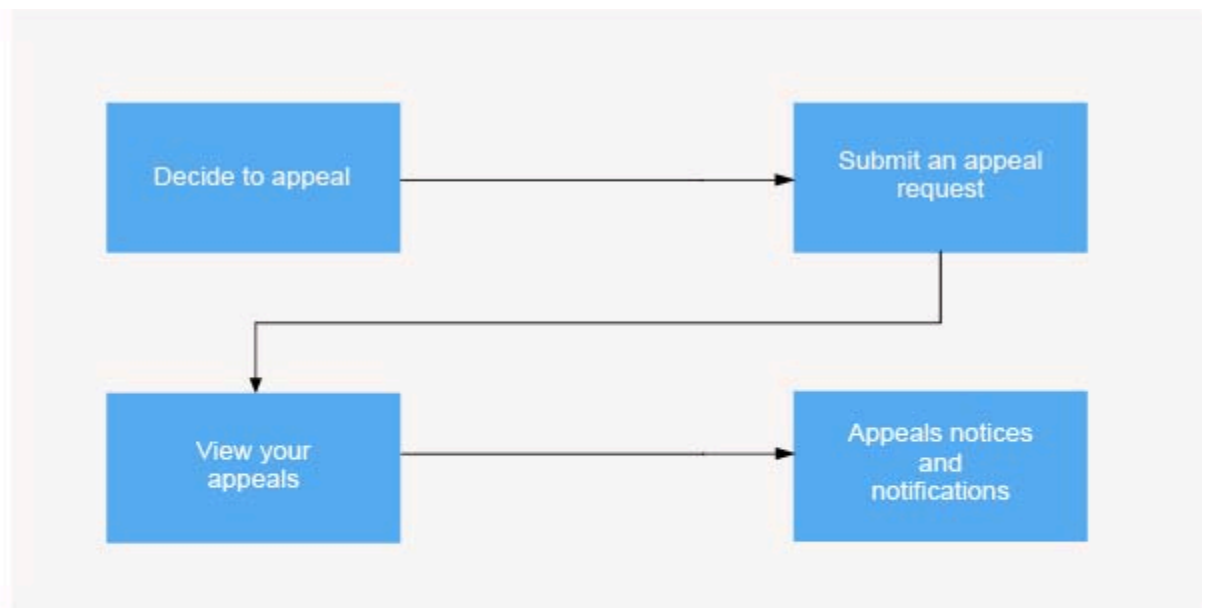 Decide to appeal
Submit an appeal
request
View your
appeals
Appeals notices
and
notifications